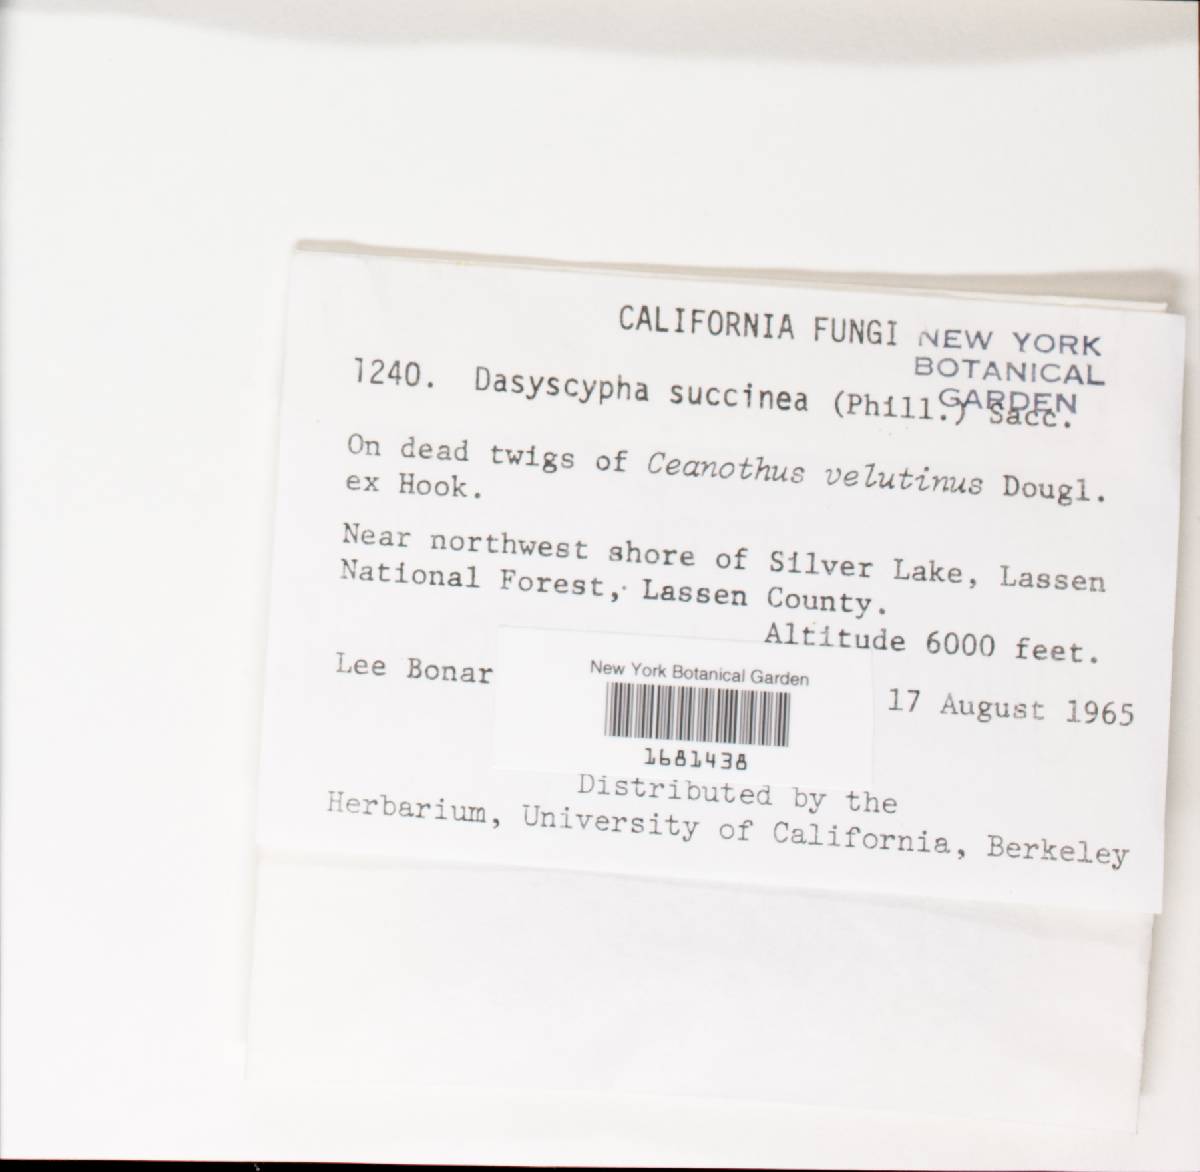 CALIFORNIA FUNGI
NEW YORK
BOTANICAL
GARDEN
1240. Dasyscypha succinea (Phill.) Sacc.
On dead twigs of Ceanothus velutinus Dougl.
ex Hook.
Near northwest shore of Silver Lake, Lassen
National Forest, Lassen County.
Altitude 6000 feet.
Lee Bonar
17 August 1965
New York Botanical Garden
1681438
Distributed by the
Herbarium, University of California, Berkeley